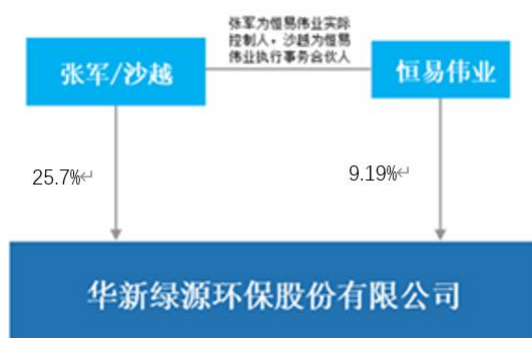 张军为恒易伟业实际
控制人，沙越为恒易
伟业执行事务合伙人
张军/沙越
恒易伟业
25.7%↵
9.19%↵
华新绿源环保股份有限公司